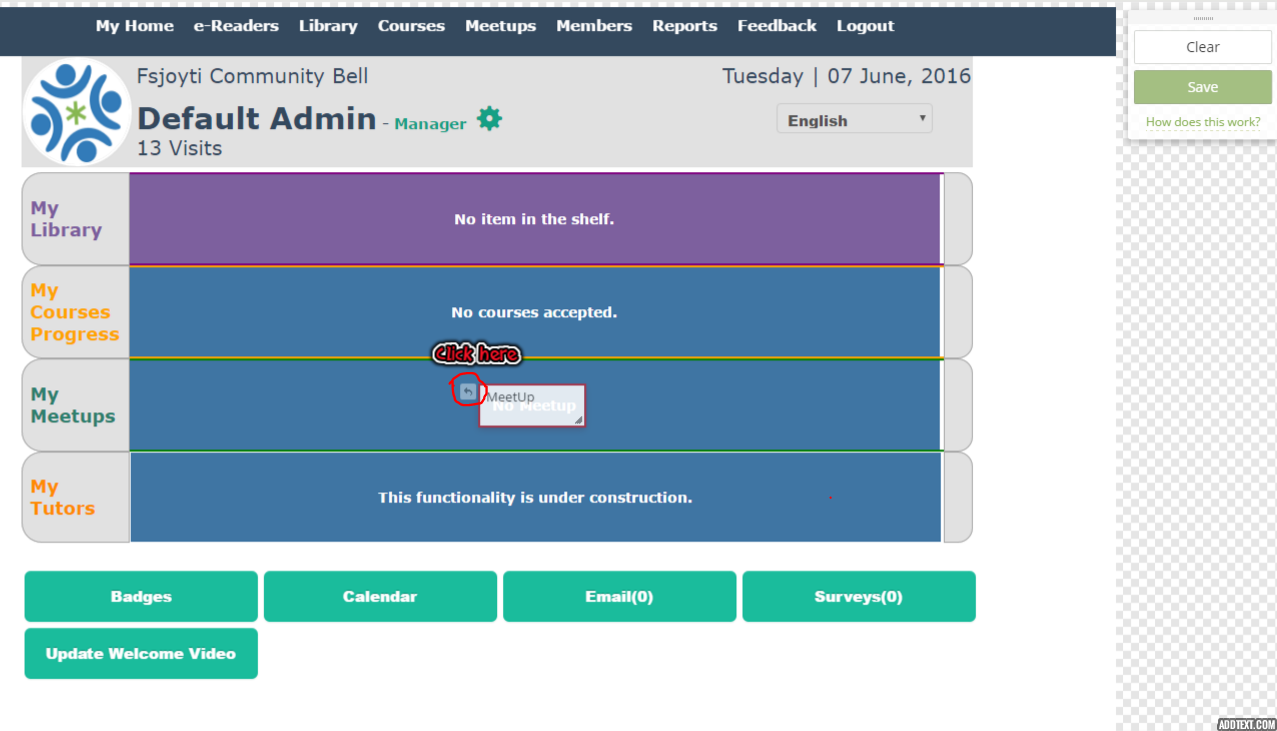 My Home e-Readers Library Courses Meetups Members Reports Feedback Logout
Clear
Save
How does this work?
Fsjoyti Community Bell
Tuesday | 07 June, 2016
Default Admin - Manager
English
13 Visits
My
Library
No item in the shelf.
My
Courses
Progress
No courses accepted.
Click here
My
Meetups
MeetUp
No Meetup
My
Tutors
This functionality is under construction.
Badges
Calendar
Email(0)
Surveys(0)
Update Welcome Video
ADDTEXT.COM